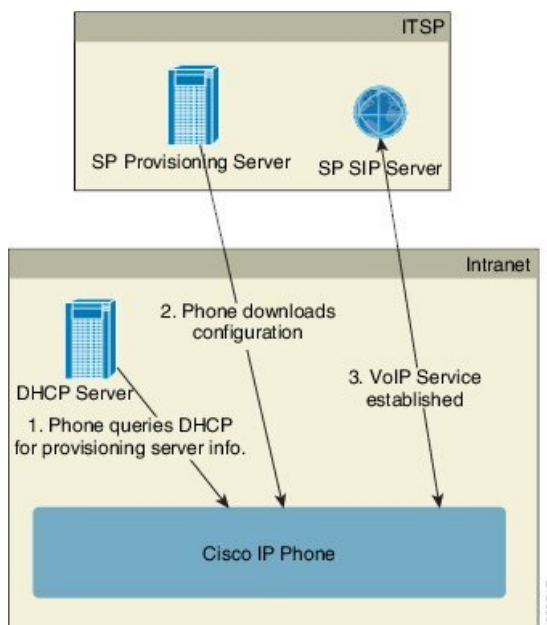 ITSP
SP Provisioning Server
SP SIP Server
Intranet
2. Phone downloads
configuration
DHCP Server
3. VoIP Service
established
1. Phone queries DHCP
for provisioning server info.
Cisco IP Phone